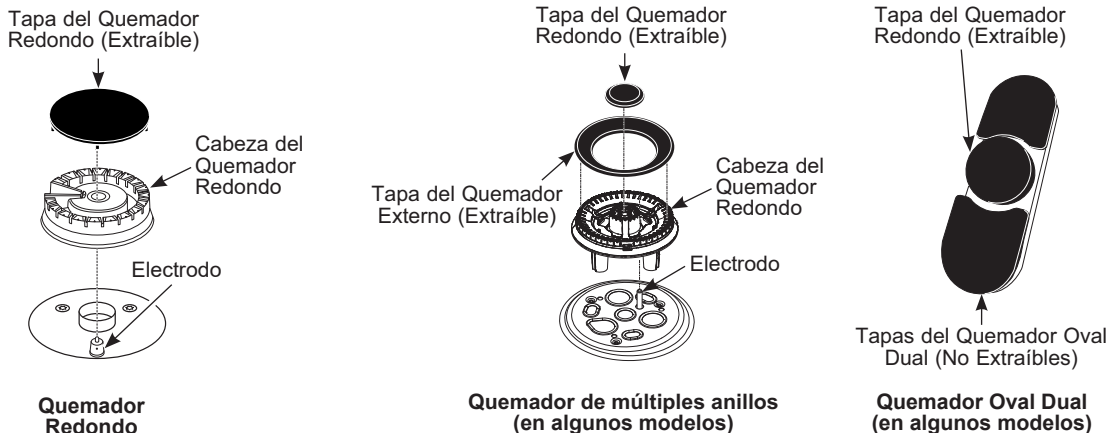 Tapa del Quemador
Redondo (Extraíble)
Cabeza del
Quemador
Redondo
Electrodo
Quemador
Redondo
Tapa del Quemador
Redondo (Extraíble)
Tapa del Quemador
Externo (Extraíble)
Cabeza del
Quemador
Redondo
Electrodo
Quemador de múltiples anillos
(en algunos modelos)
Tapa del Quemador
Redondo (Extraíble)
Tapas del Quemador Oval
Dual (No Extraíbles)
Quemador Oval Dual
(en algunos modelos)